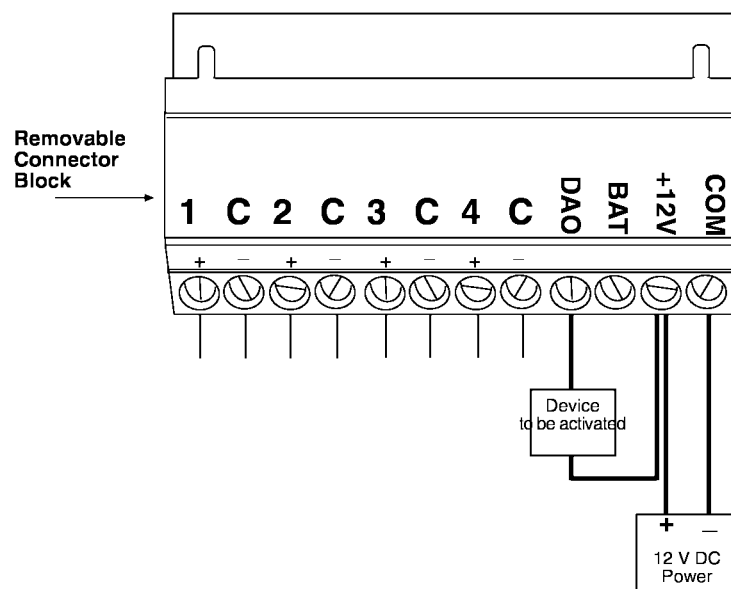 Removable
Connector
Block
1 C 2 C 3 C 4 C DAO BAT +12V COM
+ − + − + − + −
Device
to be activated
+ −
12 V DC
Power